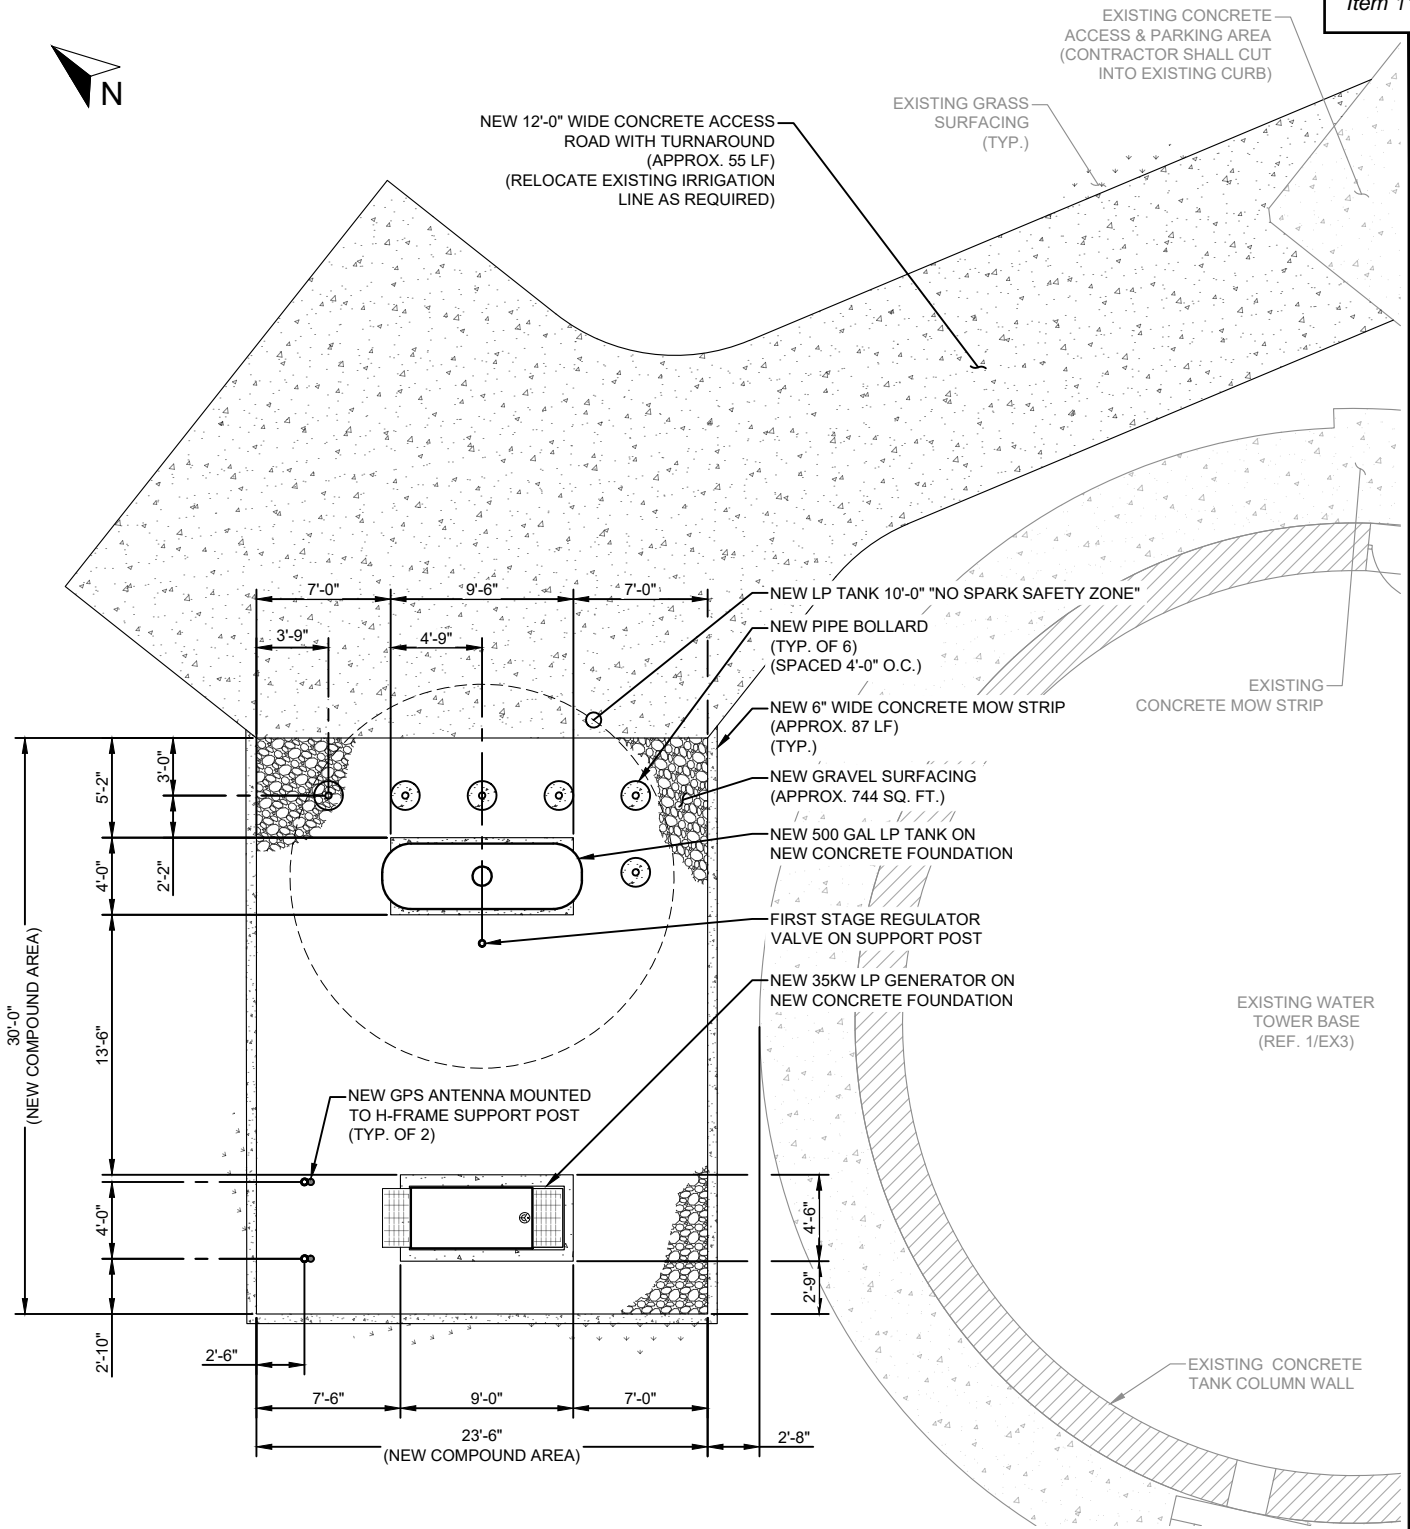 EXISTING CONCRETE
ACCESS & PARKING AREA
(CONTRACTOR SHALL CUT
INTO EXISTING CURB)
N
EXISTING GRASS
SURFACING
(TYP.)
NEW 12'-0" WIDE CONCRETE ACCESS
ROAD WITH TURNAROUND
(APPROX. 55 LF)
(RELOCATE EXISTING IRRIGATION
LINE AS REQUIRED)
7'-0"
9'-6"
7'-0"
3'-9"
4'-9"
NEW LP TANK 10'-0" "NO SPARK SAFETY ZONE"
NEW PIPE BOLLARD
(TYP. OF 6)
(SPACED 4'-0" O.C.)
EXISTING
CONCRETE MOW STRIP
NEW 6" WIDE CONCRETE MOW STRIP
(APPROX. 87 LF)
(TYP.)
NEW GRAVEL SURFACING
(APPROX. 744 SQ. FT.)
NEW 500 GAL LP TANK ON
NEW CONCRETE FOUNDATION
FIRST STAGE REGULATOR
VALVE ON SUPPORT POST
NEW 35KW LP GENERATOR ON
NEW CONCRETE FOUNDATION
EXISTING WATER
TOWER BASE
(REF. 1/EX3)
5'-2"
3'-0"
4'-0"
2'-2"
30'-0"
(NEW COMPOUND AREA)
13'-6"
NEW GPS ANTENNA MOUNTED
TO H-FRAME SUPPORT POST
(TYP. OF 2)
4'-0"
2'-10"
4'-6"
2'-9"
2'-6"
7'-6"
9'-0"
7'-0"
23'-6"
(NEW COMPOUND AREA)
2'-8"
EXISTING CONCRETE
TANK COLUMN WALL